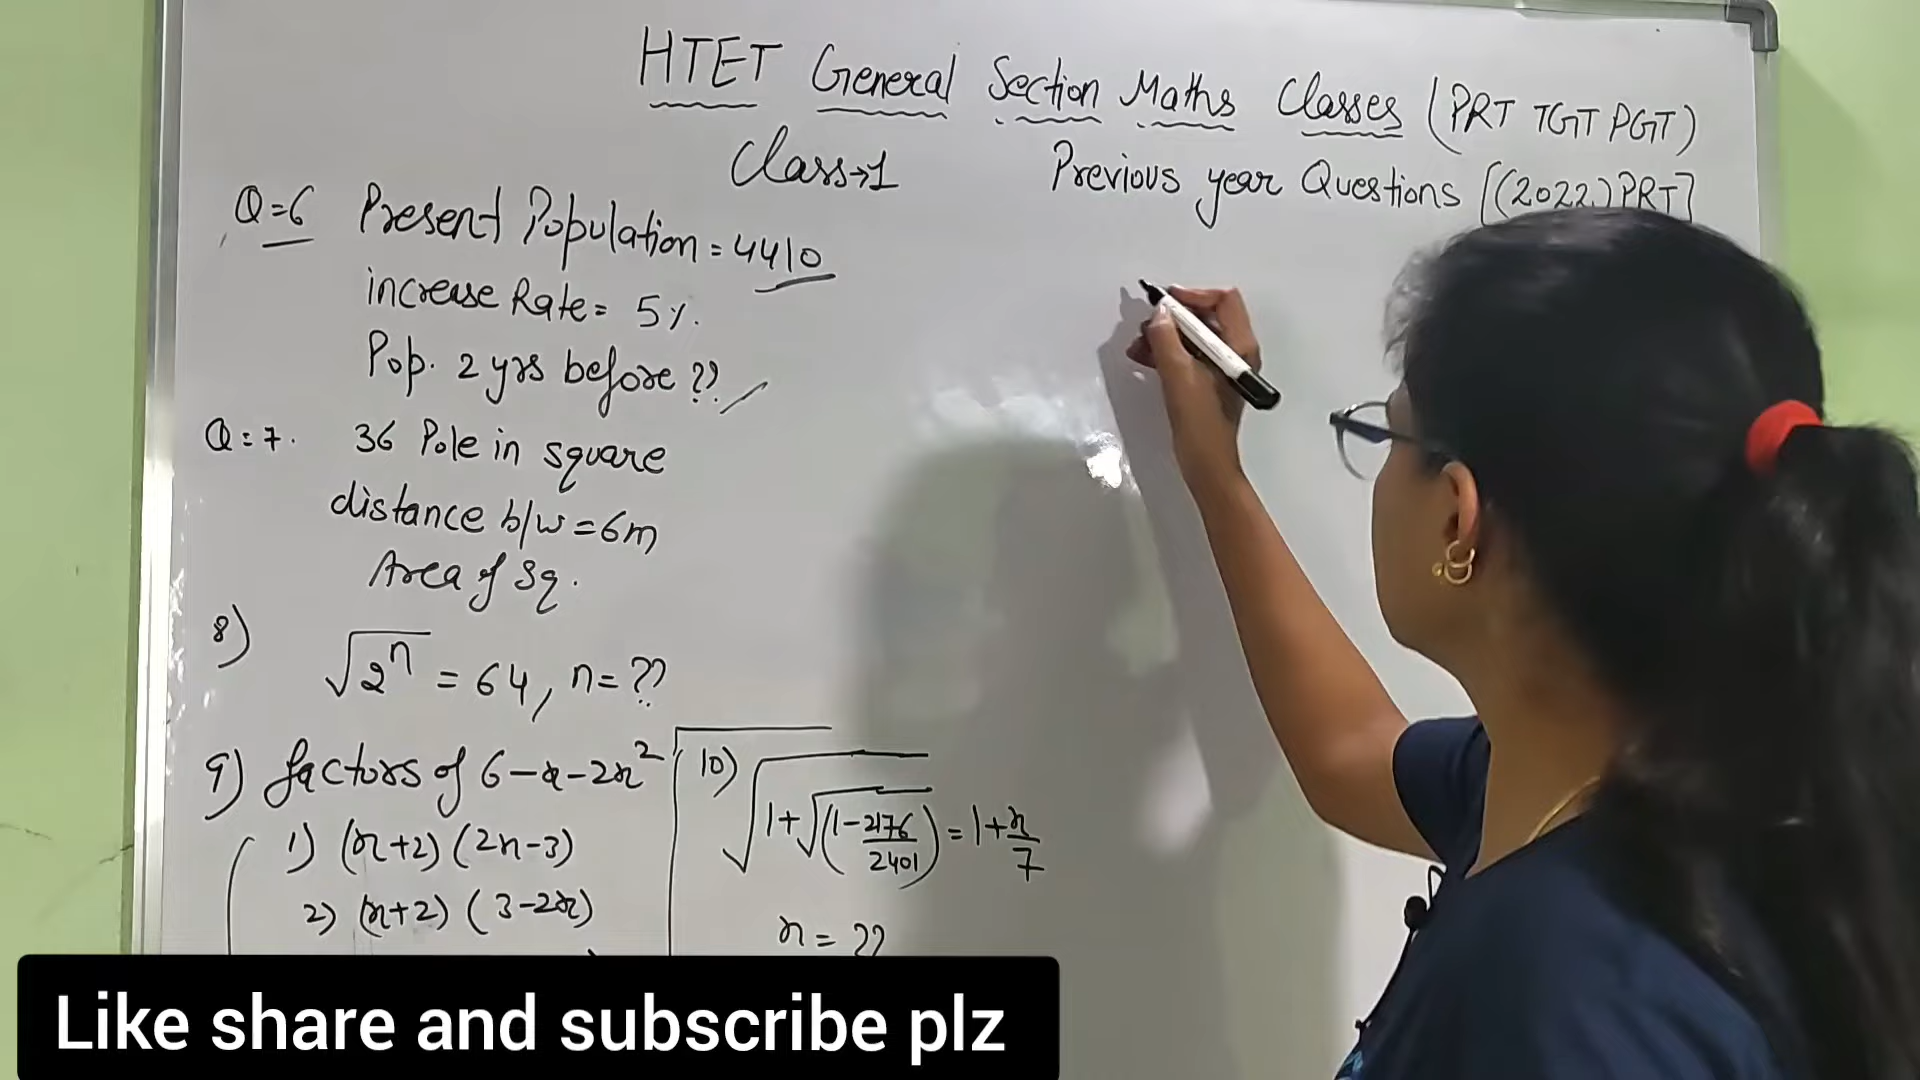 HTET General Section Maths Classes (PRT TGT PGT)
Class→1 Previous year Questions [(2022) PRT]
Q=6 Present Population = 4410
increase Rate = 5%.
Pop. 2 yrs before ??
Q=7. 36 Pole in square
distance b/w = 6m
Area of Sq.
8) √2^n = 64, n= ??
9) factors of 6-x-2x²
1) (x+2) (2x-3)
2) (x+2) (3-2x)
10) √1+√(1-2176/2401) = 1+x/7
x = ??
Like share and subscribe plz